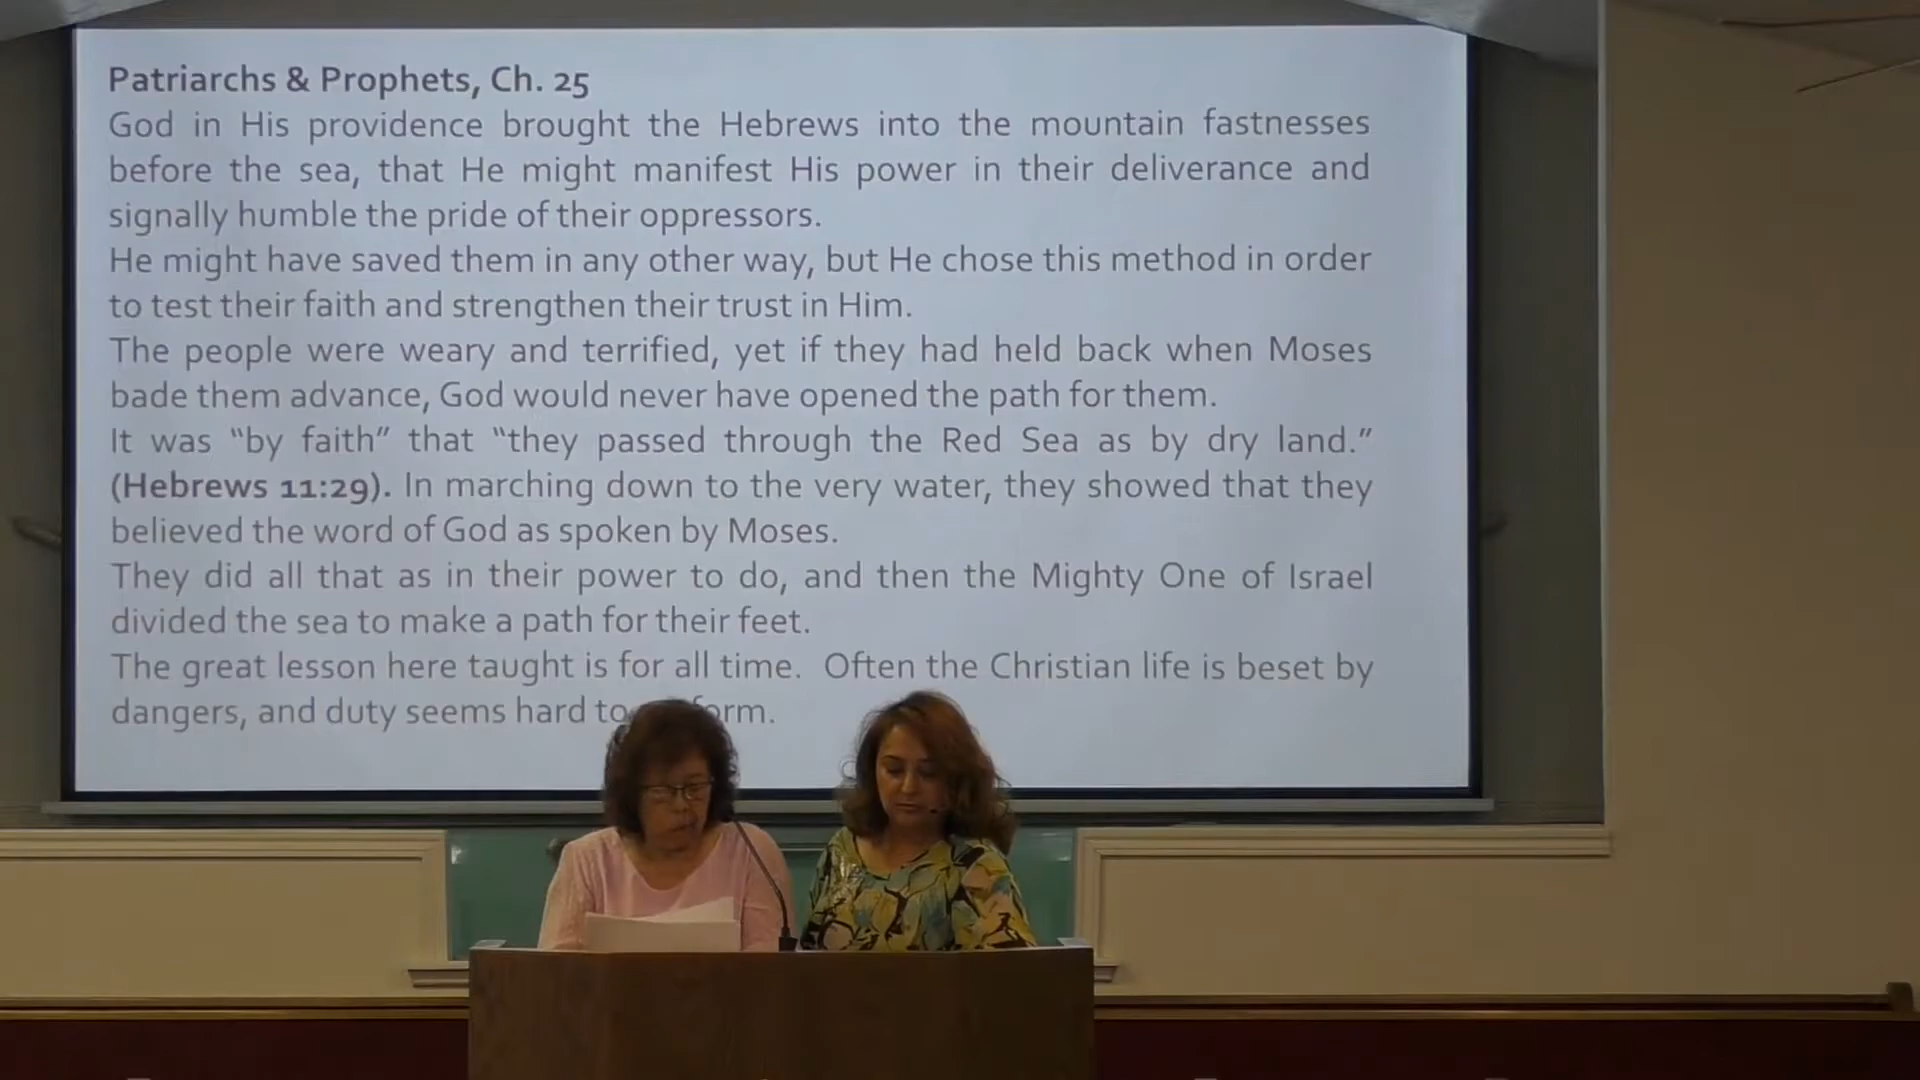 Patriarchs & Prophets, Ch. 25
God in His providence brought the Hebrews into the mountain fastnesses
before the sea, that He might manifest His power in their deliverance and
signally humble the pride of their oppressors.
He might have saved them in any other way, but He chose this method in order
to test their faith and strengthen their trust in Him.
The people were weary and terrified, yet if they had held back when Moses
bade them advance, God would never have opened the path for them.
It was “by faith” that “they passed through the Red Sea as by dry land.”
(Hebrews 11:29). In marching down to the very water, they showed that they
believed the word of God as spoken by Moses.
They did all that as in their power to do, and then the Mighty One of Israel
divided the sea to make a path for their feet.
The great lesson here taught is for all time. Often the Christian life is beset by
dangers, and duty seems hard to